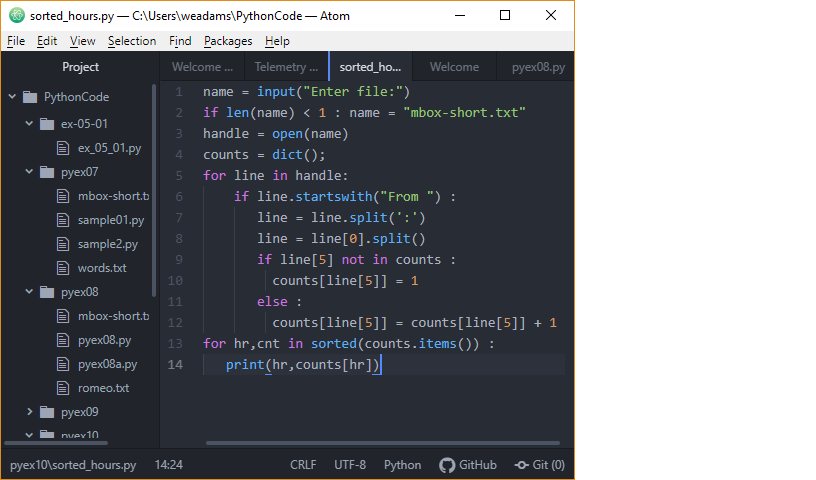 sorted_hours.py — C:\Users\weadams\PythonCode — Atom
File Edit View Selection Find Packages Help
Project
PythonCode
ex-05-01
ex_05_01.py
pyex07
mbox-short.t
sample01.py
sample2.py
words.txt
pyex08
mbox-short.t
pyex08.py
pyex08a.py
romeo.txt
pyex09
pyex10
Welcome ... Telemetry ... sorted_ho... Welcome pyex08.py
1 name = input("Enter file:")
2 if len(name) < 1 : name = "mbox-short.txt"
3 handle = open(name)
4 counts = dict();
5 for line in handle:
6 if line.startswith("From ") :
7 line = line.split(':')
8 line = line[0].split()
9 if line[5] not in counts :
10 counts[line[5]] = 1
11 else :
12 counts[line[5]] = counts[line[5]] + 1
13 for hr,cnt in sorted(counts.items()) :
14 print(hr,counts[hr])
pyex10\sorted_hours.py 14:24 CRLF UTF-8 Python GitHub Git (0)